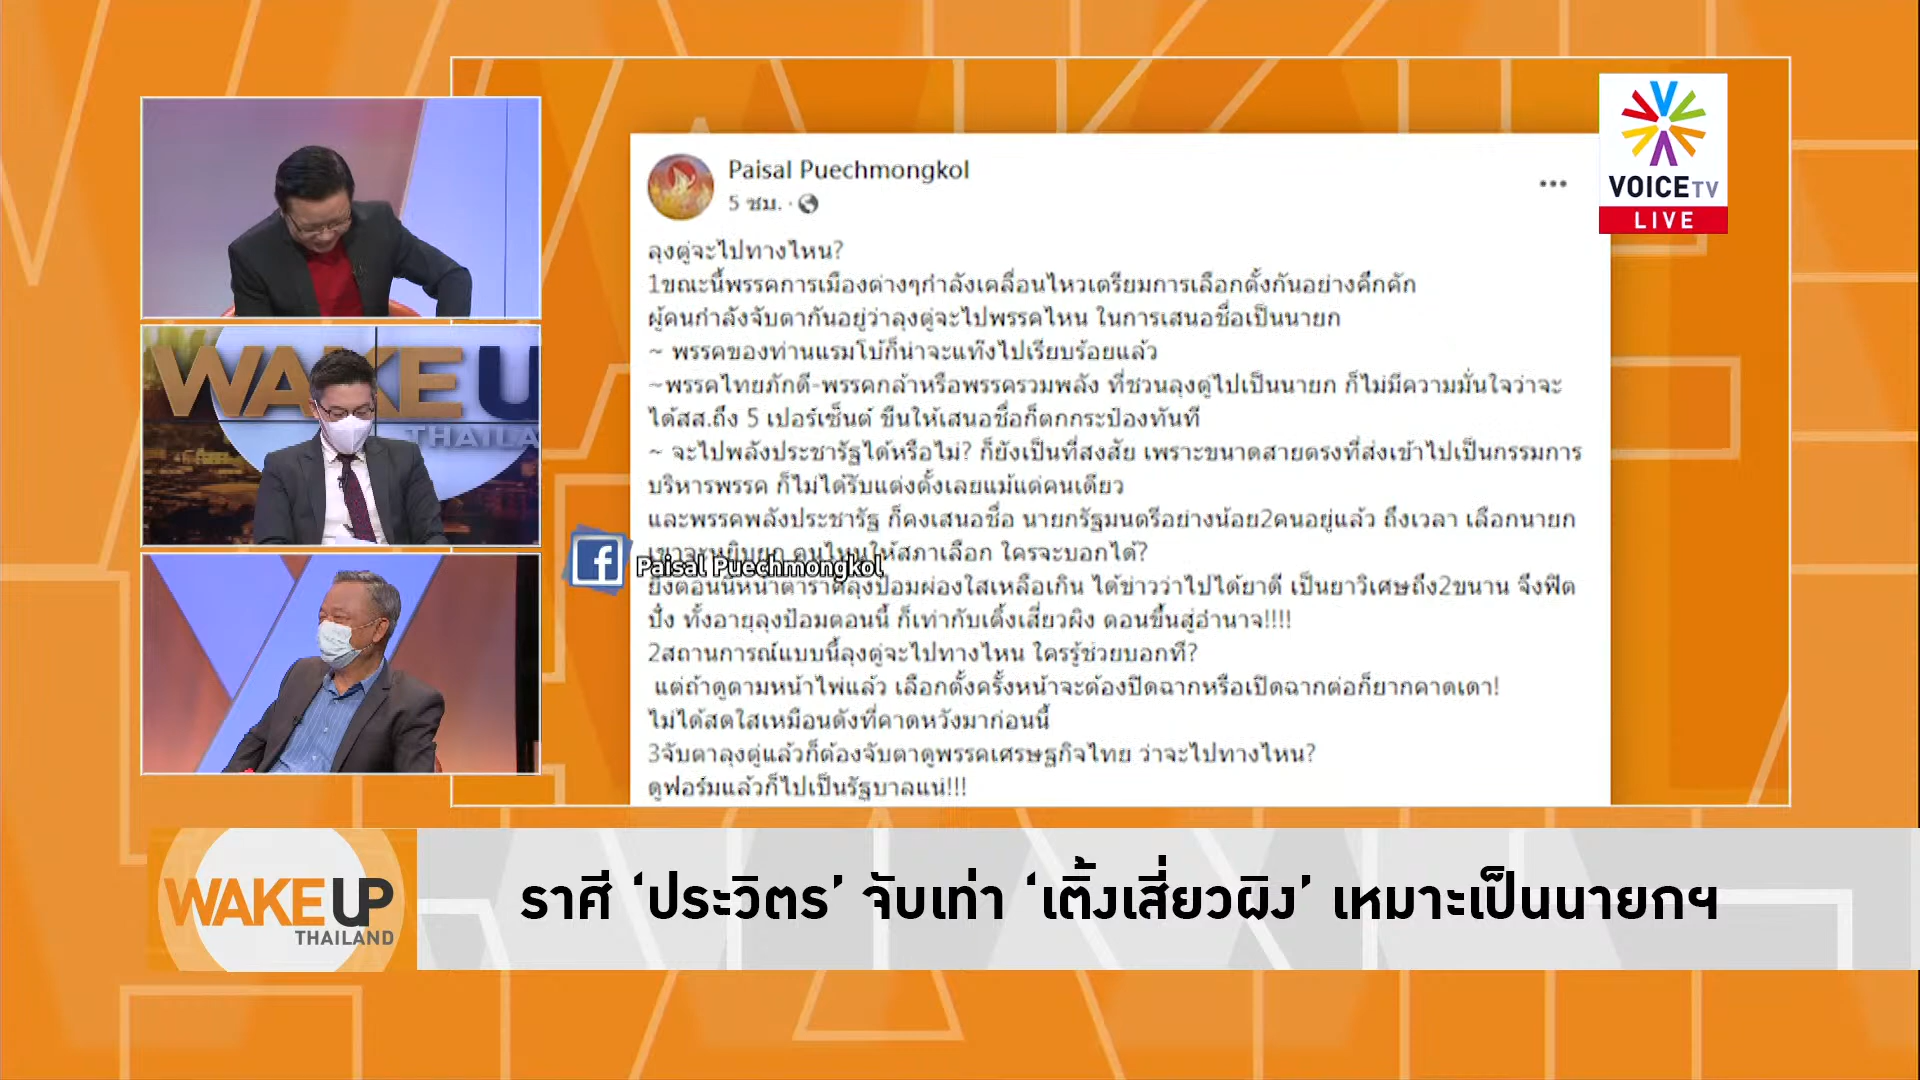 VOICE TV
LIVE
Paisal Puechmongkol
5 ชม. ·
ลุงตู่จะไปทางไหน?
1ขณะนี้พรรคการเมืองต่างๆกำลังเคลื่อนไหวเตรียมการเลือกตั้งกันอย่างคึกคัก
ผู้คนกำลังจับตากันอยู่ว่าลุงตู่จะไปพรรคไหน ในการเสนอชื่อเป็นนายก
~ พรรคของท่านแรมโบ้ก็น่าจะแท๊งไปเรียบร้อยแล้ว
~พรรคไทยภักดี-พรรคกล้าหรือพรรครวมพลัง ที่ชวนลุงตู่ไปเป็นนายก ก็ไม่มีความมั่นใจว่าจะ
ได้สส.ถึง 5 เปอร์เซ็นต์ ขืนให้เสนอชื่อก็ตกกระป๋องทันที
~ จะไปพลังประชารัฐได้หรือไม่? ก็ยังเป็นที่สงสัย เพราะขนาดสายตรงที่ส่งเข้าไปเป็นกรรมการ
บริหารพรรค ก็ไม่ได้รับแต่งตั้งเลยแม้แต่คนเดียว
และพรรคพลังประชารัฐ ก็คงเสนอชื่อ นายกรัฐมนตรีอย่างน้อย2คนอยู่แล้ว ถึงเวลา เลือกนายก
เขาจะหยิบยก คนไหนให้สภาเลือก ใครจะบอกได้?
Paisal Puechmongkol
ยิ่งตอนนี้หน้าตาราศีลุงป้อมผ่องใสเหลือเกิน ได้ข่าวว่าไปได้ยาดี เป็นยาวิเศษถึง2ขนาน จึงฟิต
ปั๋ง ทั้งอายุลุงป้อมตอนนี้ ก็เท่ากับเติ้งเสี่ยวผิง ตอนขึ้นสู่อำนาจ!!!!
2สถานการณ์แบบนี้ลุงตู่จะไปทางไหน ใครรู้ช่วยบอกที?
แต่ถ้าดูตามหน้าไพ่แล้ว เลือกตั้งครั้งหน้าจะต้องปิดฉากหรือเปิดฉากต่อก็ยากคาดเดา!
ไม่ได้สดใสเหมือนดังที่คาดหวังมาก่อนนี้
3จับตาลุงตู่แล้วก็ต้องจับตาดูพรรคเศรษฐกิจไทย ว่าจะไปทางไหน?
ดูฟอร์มแล้วก็ไปเป็นรัฐบาลแน่!!!
WAKE UP
THAILA
WAKE UP
THAILAND
ราศี ‘ประวิตร’ จับเท่า ‘เติ้งเสี่ยวผิง’ เหมาะเป็นนายกฯ